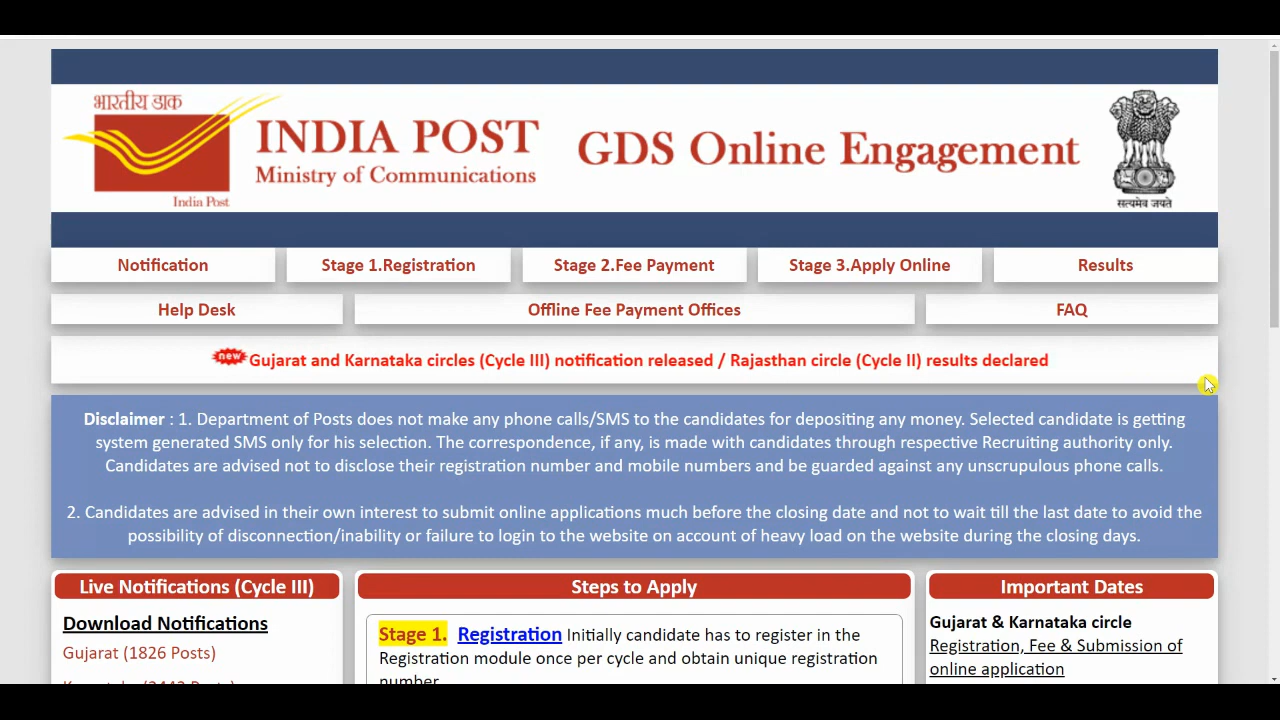 भारतीय डाक
India Post
INDIA POST
Ministry of Communications
GDS Online Engagement
सत्यमेव जयते
Notification
Stage 1.Registration
Stage 2.Fee Payment
Stage 3.Apply Online
Results
Help Desk
Offline Fee Payment Offices
FAQ
new Gujarat and Karnataka circles (Cycle III) notification released / Rajasthan circle (Cycle II) results declared
Disclaimer : 1. Department of Posts does not make any phone calls/SMS to the candidates for depositing any money. Selected candidate is getting
system generated SMS only for his selection. The correspondence, if any, is made with candidates through respective Recruiting authority only.
Candidates are advised not to disclose their registration number and mobile numbers and be guarded against any unscrupulous phone calls.
2. Candidates are advised in their own interest to submit online applications much before the closing date and not to wait till the last date to avoid the
possibility of disconnection/inability or failure to login to the website on account of heavy load on the website during the closing days.
Live Notifications (Cycle III)
Download Notifications
Gujarat (1826 Posts)
Steps to Apply
Stage 1. Registration Initially candidate has to register in the
Registration module once per cycle and obtain unique registration
number
Important Dates
Gujarat & Karnataka circle
Registration, Fee & Submission of
online application